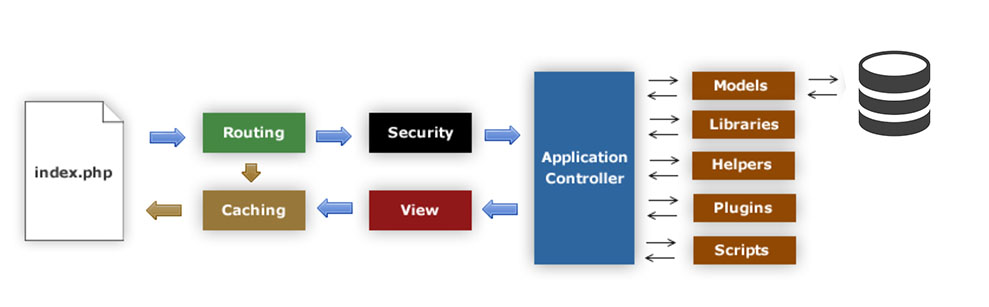 index.php
Routing
Security
Caching
View
Application
Controller
Models
Libraries
Helpers
Plugins
Scripts